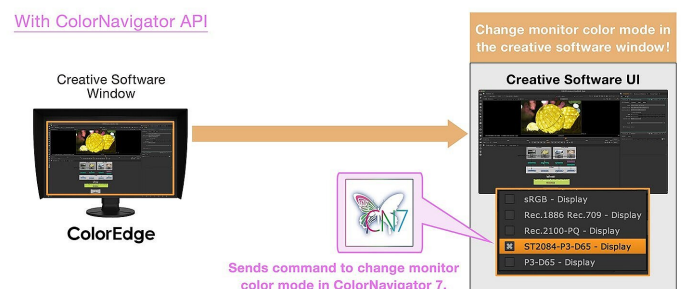 With ColorNavigator API
Change monitor color mode in
the creative software window!
Creative Software
Window
Creative Software UI
ColorEdge
CN7
sRGB - Display
Rec.1886 Rec.709 - Display
Rec.2100-PQ - Display
ST2084-P3-D65 - Display
P3-D65 - Display
Sends command to change monitor
color mode in ColorNavigator 7.